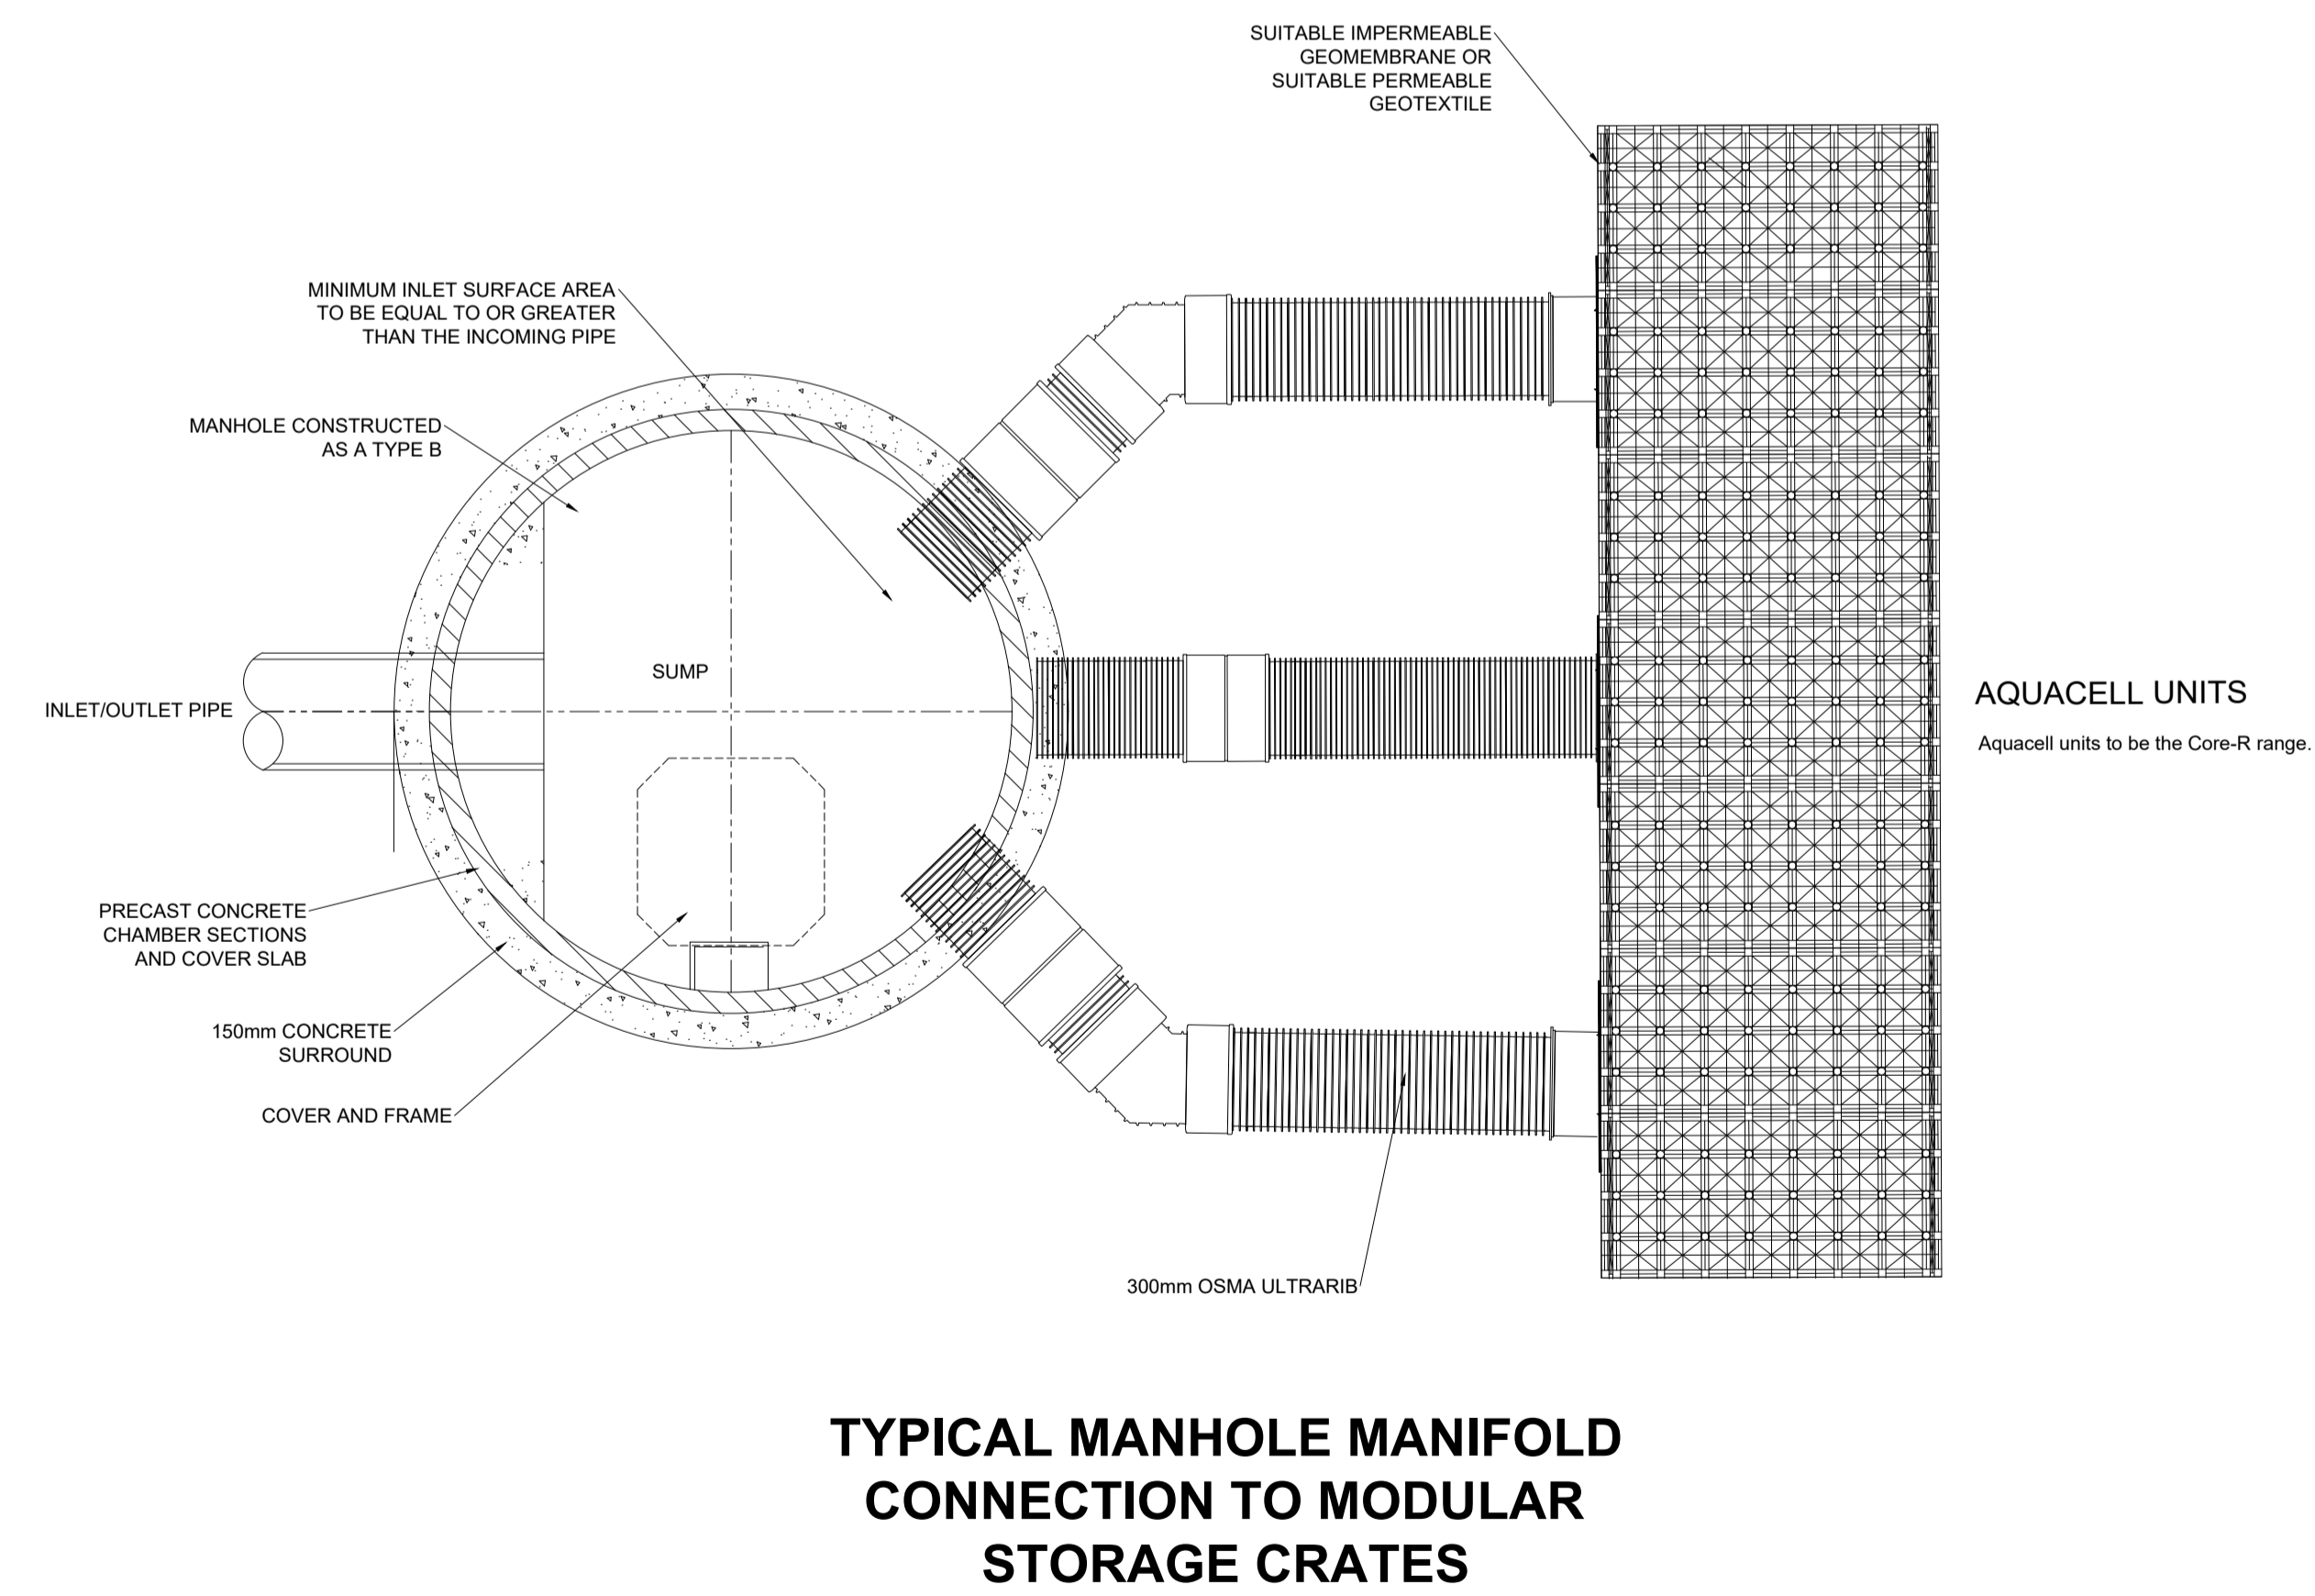 SUITABLE IMPERMEABLE
GEOMEMBRANE OR
SUITABLE PERMEABLE
GEOTEXTILE
MINIMUM INLET SURFACE AREA
TO BE EQUAL TO OR GREATER
THAN THE INCOMING PIPE
MANHOLE CONSTRUCTED
AS A TYPE B
SUMP
INLET/OUTLET PIPE
AQUACELL UNITS
Aquacell units to be the Core-R range.
PRECAST CONCRETE
CHAMBER SECTIONS
AND COVER SLAB
150mm CONCRETE
SURROUND
COVER AND FRAME
300mm OSMA ULTRARIB
TYPICAL MANHOLE MANIFOLD
CONNECTION TO MODULAR
STORAGE CRATES